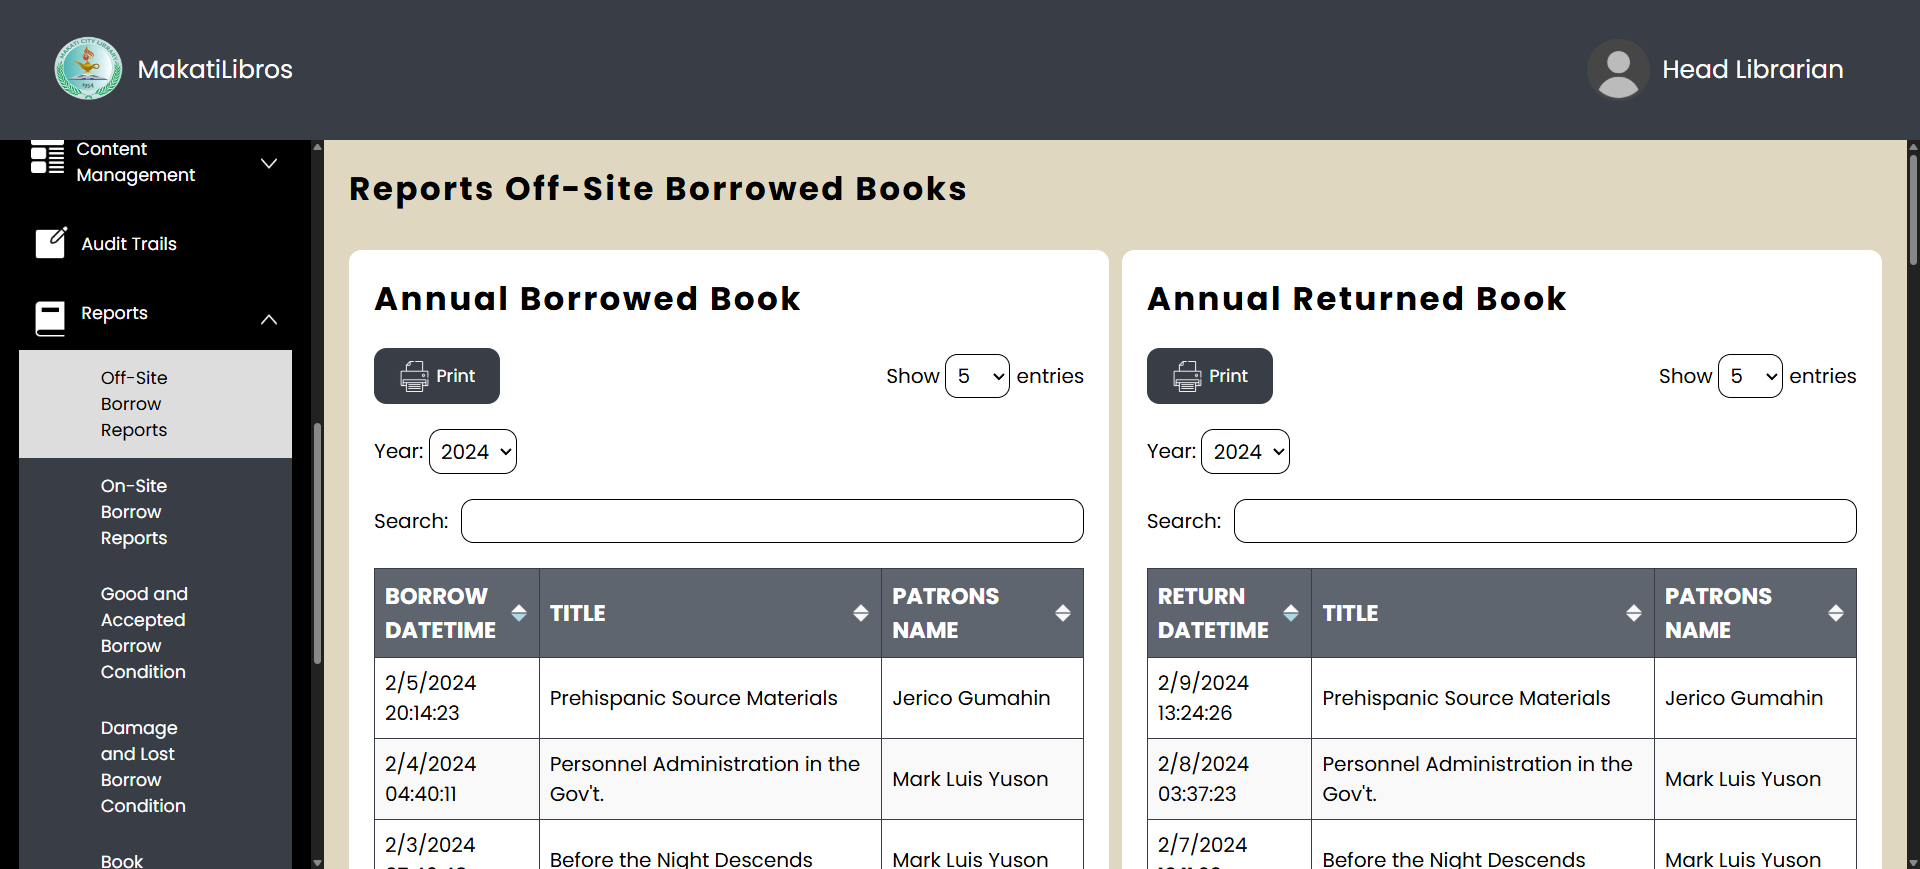 MakatiLibros
Head Librarian
Content
Management
Audit Trails
Reports
Off-Site
Borrow
Reports
On-Site
Borrow
Reports
Good and
Accepted
Borrow
Condition
Damage
and Lost
Borrow
Condition
Book
Reports Off-Site Borrowed Books
Annual Borrowed Book
Print
Show 5 entries
Year: 2024
Search:
BORROW
DATETIME
TITLE
PATRONS
NAME
2/5/2024
20:14:23
Prehispanic Source Materials
Jerico Gumahin
2/4/2024
04:40:11
Personnel Administration in the
Gov't.
Mark Luis Yuson
2/3/2024
Before the Night Descends
Mark Luis Yuson
Annual Returned Book
Print
Show 5 entries
Year: 2024
Search:
RETURN
DATETIME
TITLE
PATRONS
NAME
2/9/2024
13:24:26
Prehispanic Source Materials
Jerico Gumahin
2/8/2024
03:37:23
Personnel Administration in the
Gov't.
Mark Luis Yuson
2/7/2024
Before the Night Descends
Mark Luis Yuson